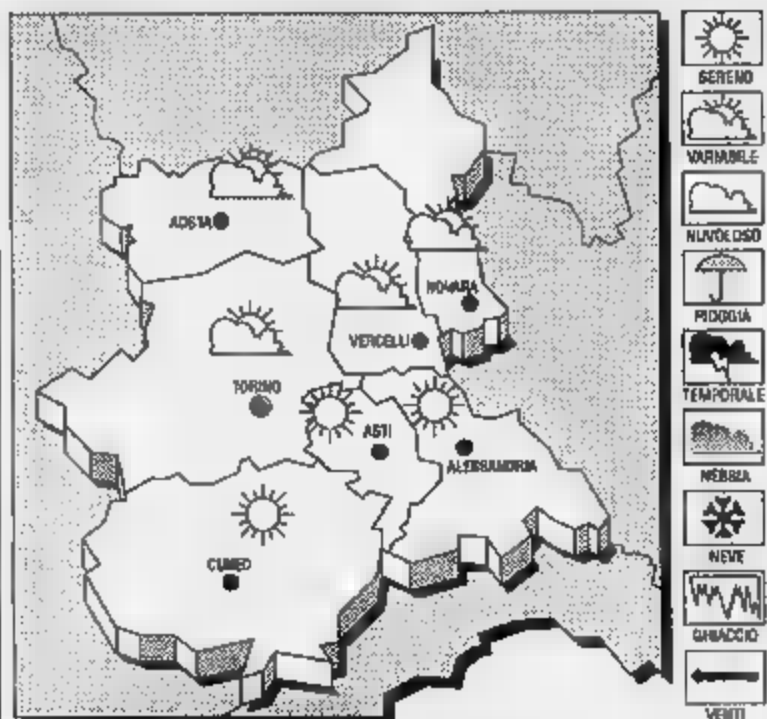 AOSTA
NOVARA
VERCELLI
TORINO
ASTI
ALESSANDRIA
CUNEO
SERENO
VARIABILE
NUVOLOSO
PIOGGIA
TEMPORALE
NEBBIA
NEVE
GHIACCIO
VENTI